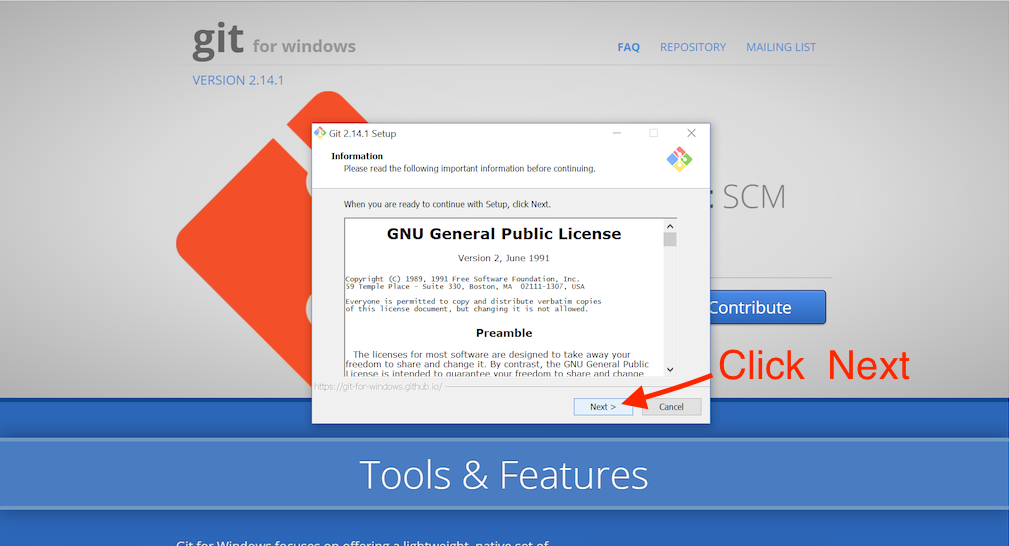 git for windows
FAQ REPOSITORY MAILING LIST
VERSION 2.14.1
Git 2.14.1 Setup
Information
Please read the following important information before continuing.
SCM
When you are ready to continue with Setup, click Next.
GNU General Public License
Version 2, June 1991
Copyright (C) 1989, 1991 Free Software Foundation, Inc.
59 Temple Place - Suite 330, Boston, MA 02111-1307, USA
Everyone is permitted to copy and distribute verbatim copies
of this license document, but changing it is not allowed.
Contribute
Preamble
The licenses for most software are designed to take away your
freedom to share and change it. By contrast, the GNU General Public
License is intended to guarantee your freedom to share and change
https://git-for-windows.github.io/
Click Next
Next >
Cancel
Tools & Features
Git for Windows focuses on offering a lightweight, native set of